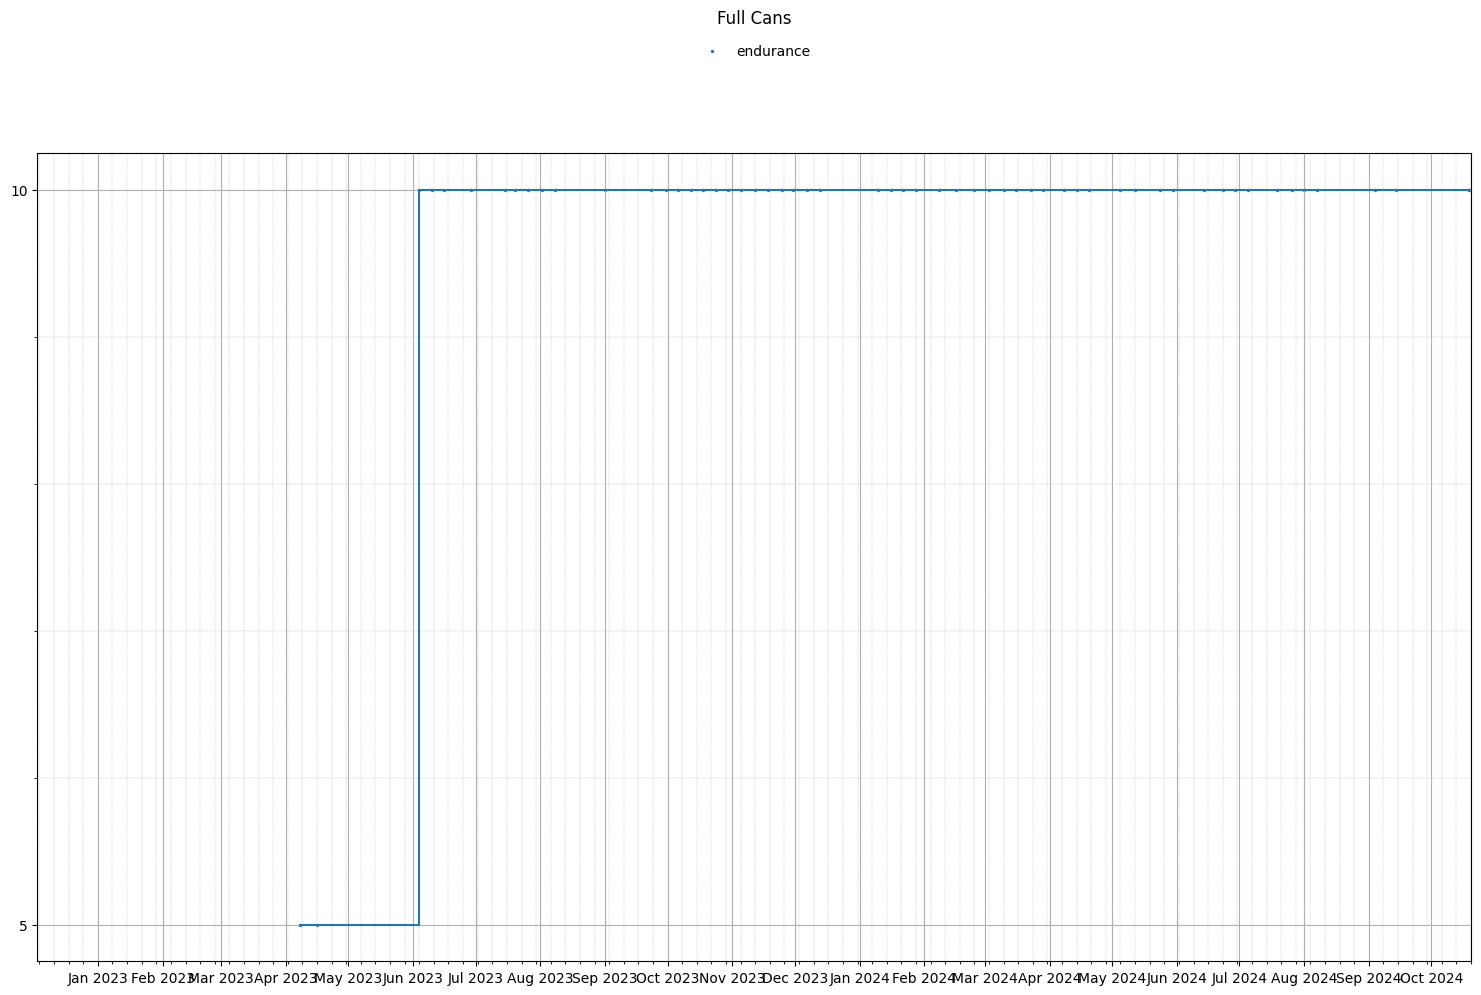 Full Cans
endurance
10
5
Jan 2023 Feb 2023 Mar 2023 Apr 2023 May 2023 Jun 2023 Jul 2023 Aug 2023 Sep 2023 Oct 2023 Nov 2023 Dec 2023 Jan 2024 Feb 2024 Mar 2024 Apr 2024 May 2024 Jun 2024 Jul 2024 Aug 2024 Sep 2024 Oct 2024